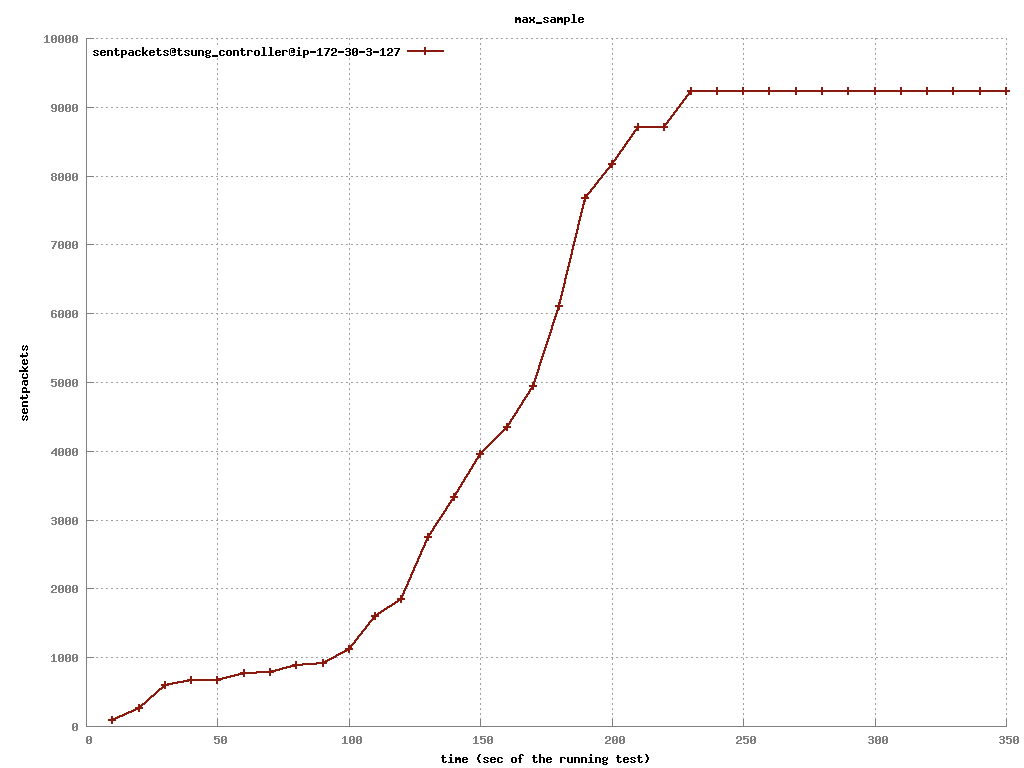 max_sample
sentpackets@tsung_controller@ip-172-30-3-127
10000
9000
8000
7000
6000
5000
4000
3000
2000
1000
0
sentpackets
0 50 100 150 200 250 300 350
time (sec of the running test)